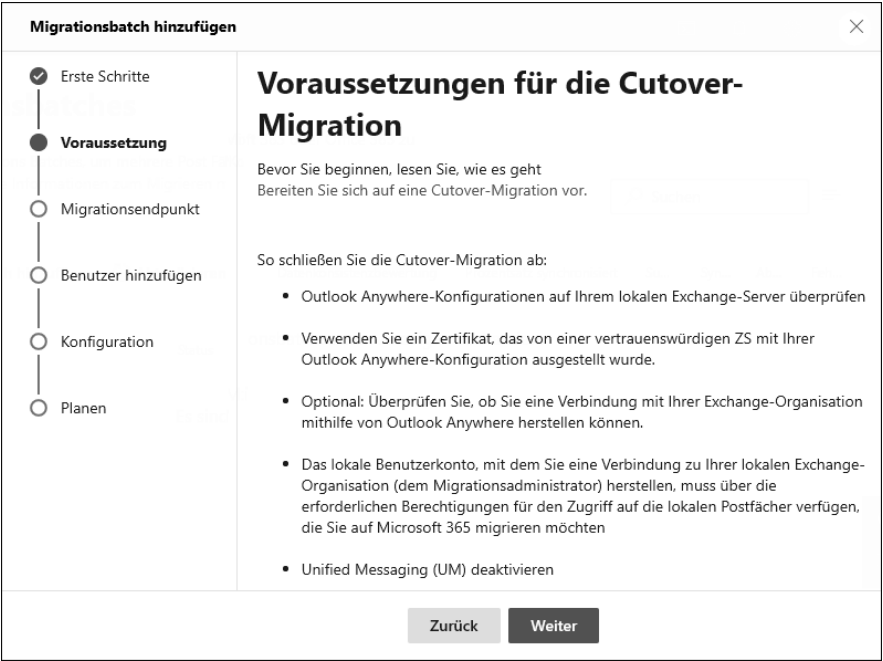 Migrationsbatch hinzufügen
Erste Schritte
Voraussetzung
Migrationsendpunkt
Benutzer hinzufügen
Konfiguration
Planen
Voraussetzungen für die Cutover-
Migration
Bevor Sie beginnen, lesen Sie, wie es geht
Bereiten Sie sich auf eine Cutover-Migration vor.
So schließen Sie die Cutover-Migration ab:
• Outlook Anywhere-Konfigurationen auf Ihrem lokalen Exchange-Server überprüfen
• Verwenden Sie ein Zertifikat, das von einer vertrauenswürdigen ZS mit Ihrer
Outlook Anywhere-Konfiguration ausgestellt wurde.
• Optional: Überprüfen Sie, ob Sie eine Verbindung mit Ihrer Exchange-Organisation
mithilfe von Outlook Anywhere herstellen können.
• Das lokale Benutzerkonto, mit dem Sie eine Verbindung zu Ihrer lokalen Exchange-
Organisation (dem Migrationsadministrator) herstellen, muss über die
erforderlichen Berechtigungen für den Zugriff auf die lokalen Postfächer verfügen,
die Sie auf Microsoft 365 migrieren möchten
• Unified Messaging (UM) deaktivieren
Zurück
Weiter